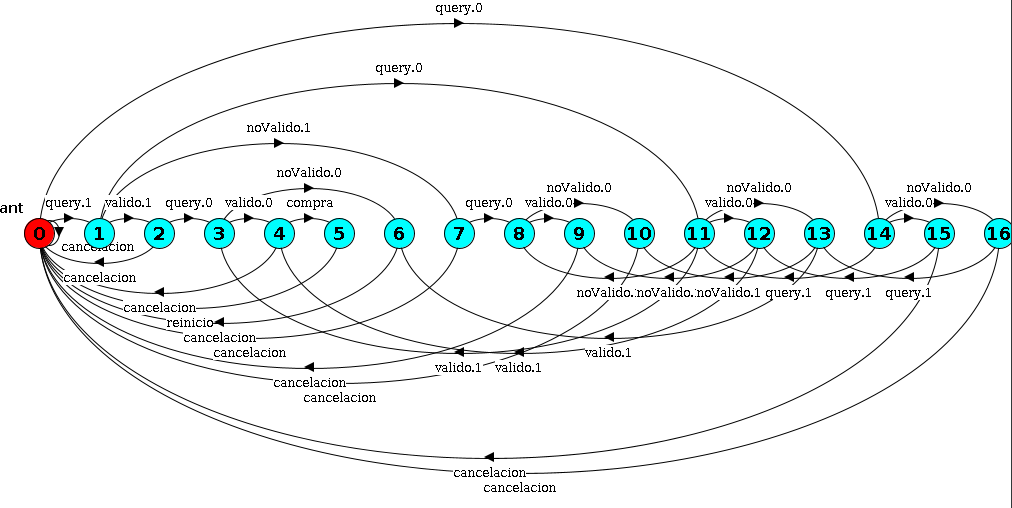 query.0
query.0
noValido.1
noValido.0
noValido.0
noValido.0
noValido.0
ant
query.1
valido.1
query.0
valido.0
compra
query.0
valido.0
valido.0
valido.0
0
1
2
3
4
5
6
7
8
9
10
11
12
13
14
15
16
cancelacion
cancelacion
noValido.
noValido.
noValido.1
query.1
query.1
query.1
cancelacion
reinicio
cancelacion
cancelacion
valido.1
valido.1
valido.1
cancelacion
cancelacion
cancelacion
cancelacion